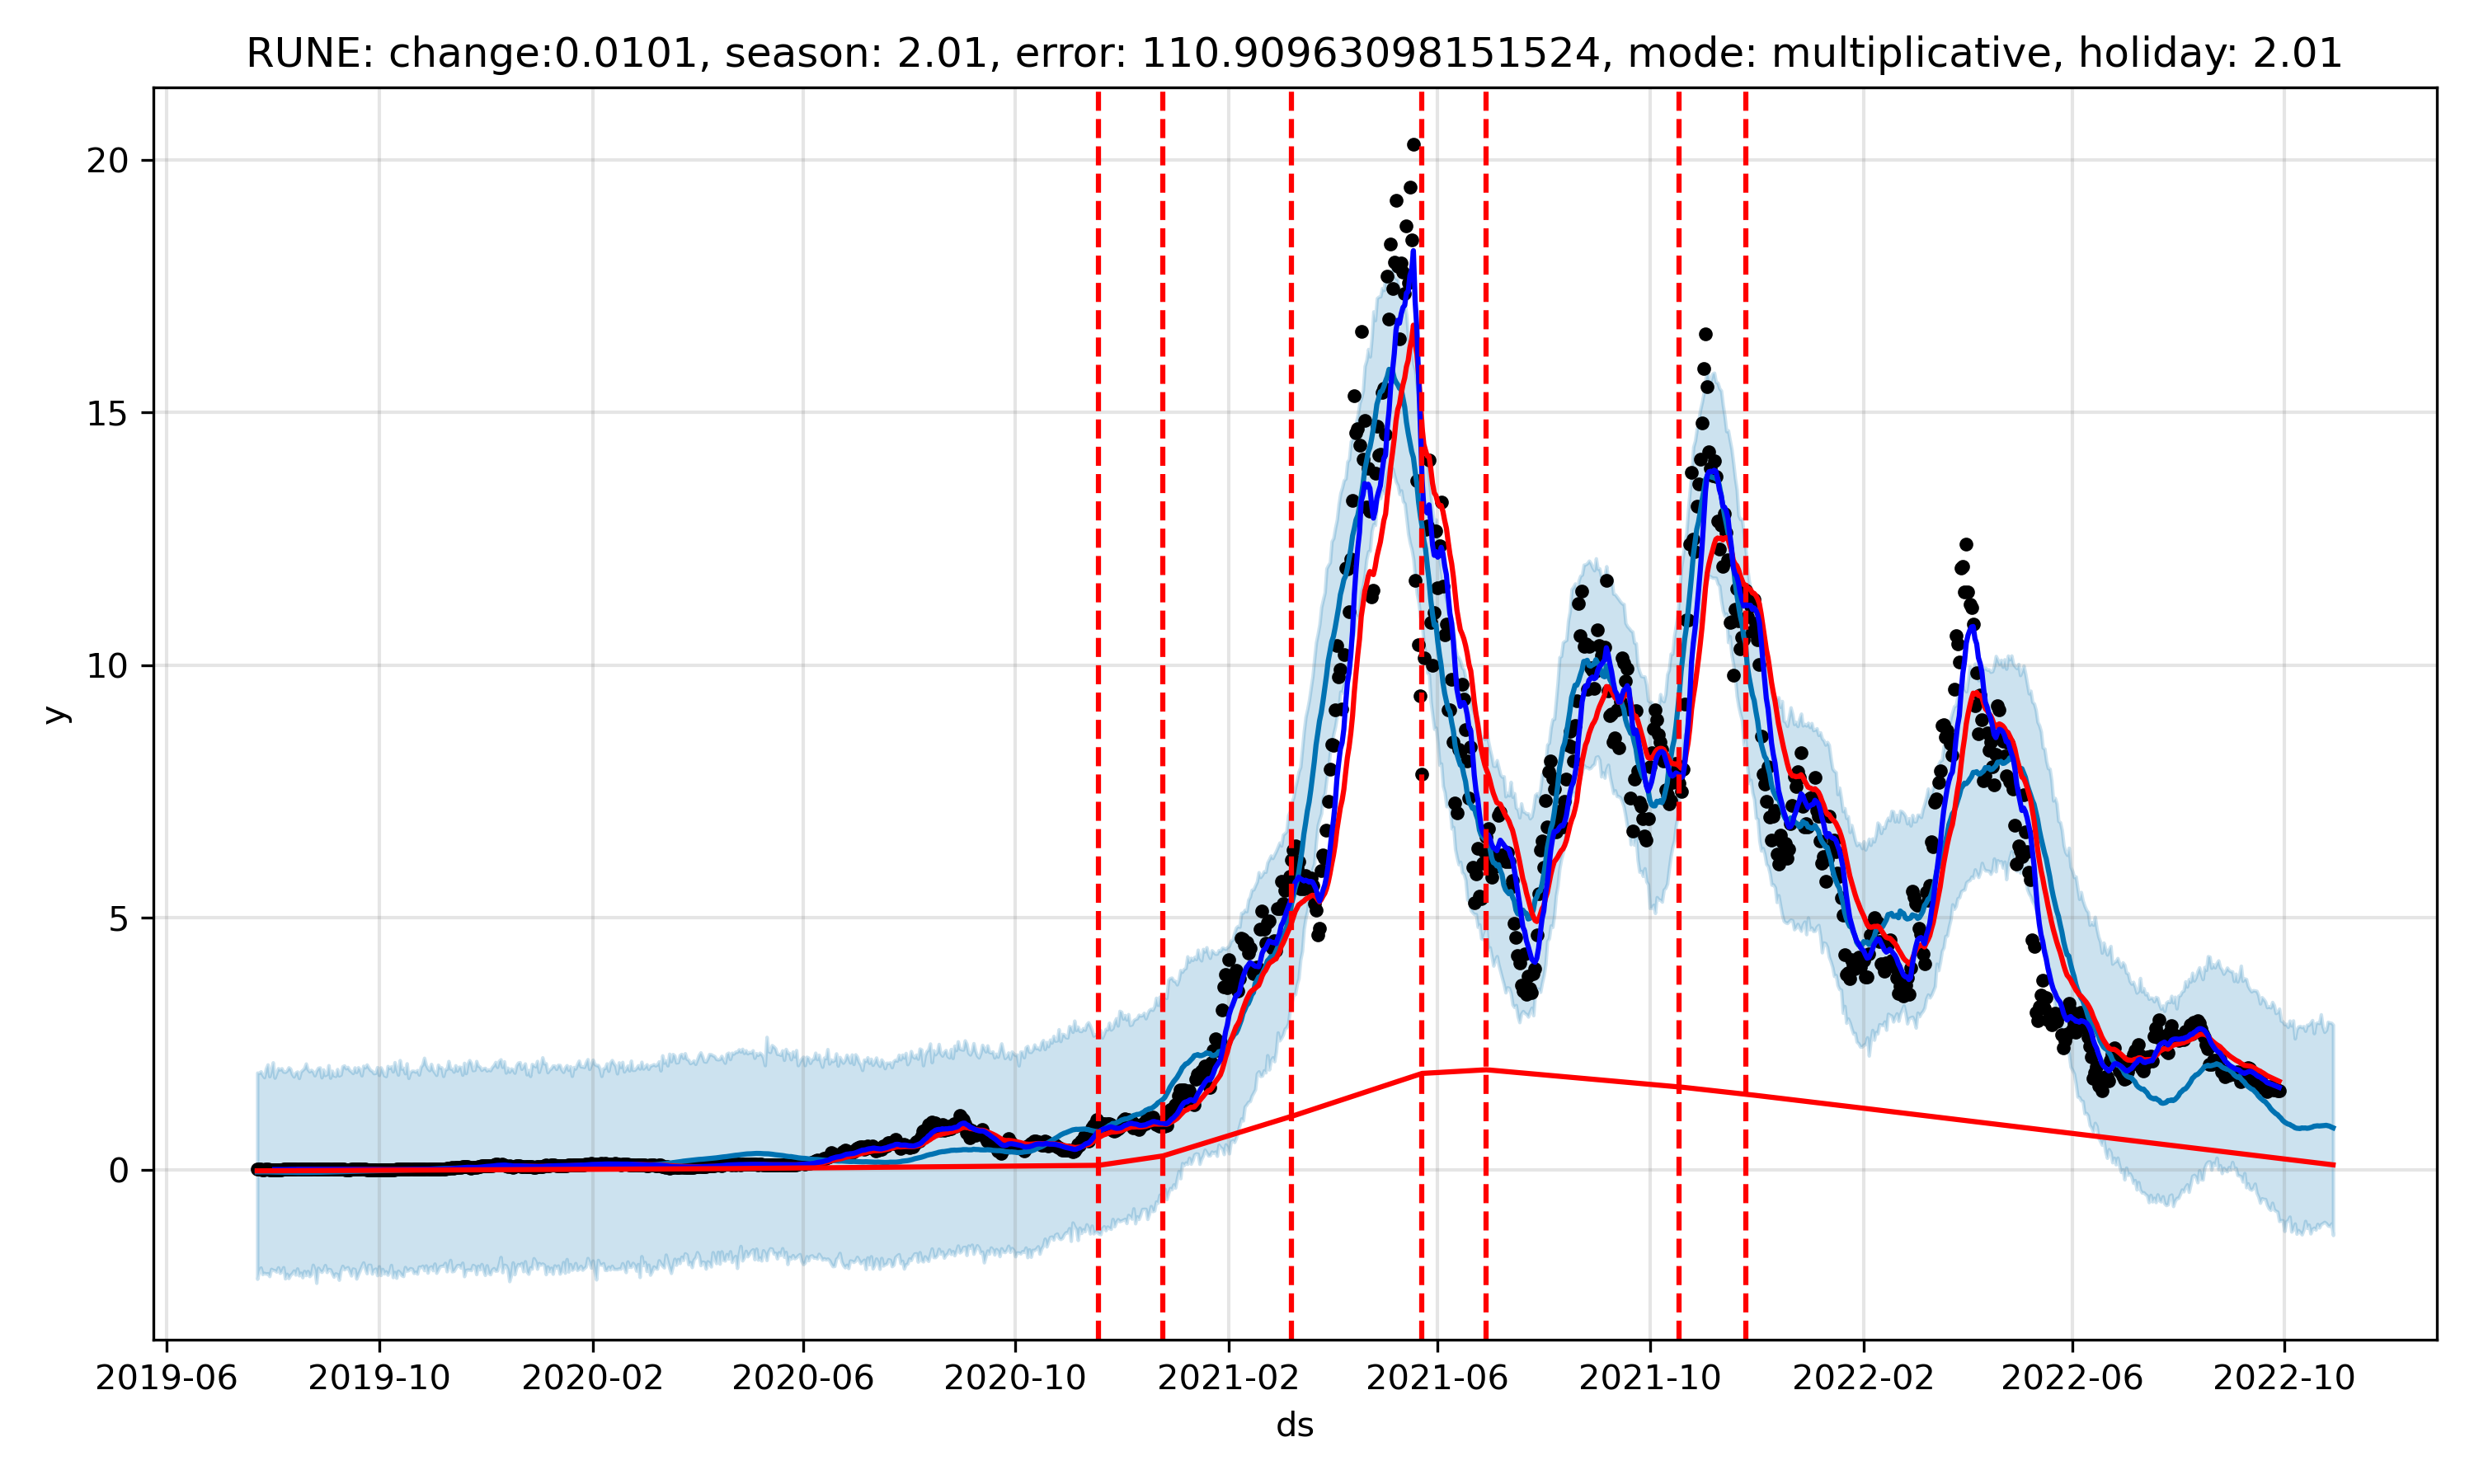 RUNE: change:0.0101, season: 2.01, error: 110.90963098151524, mode: multiplicative, holiday: 2.01
20
15
10
5
0
y
2019-06 2019-10 2020-02 2020-06 2020-10 2021-02 2021-06 2021-10 2022-02 2022-06 2022-10
ds